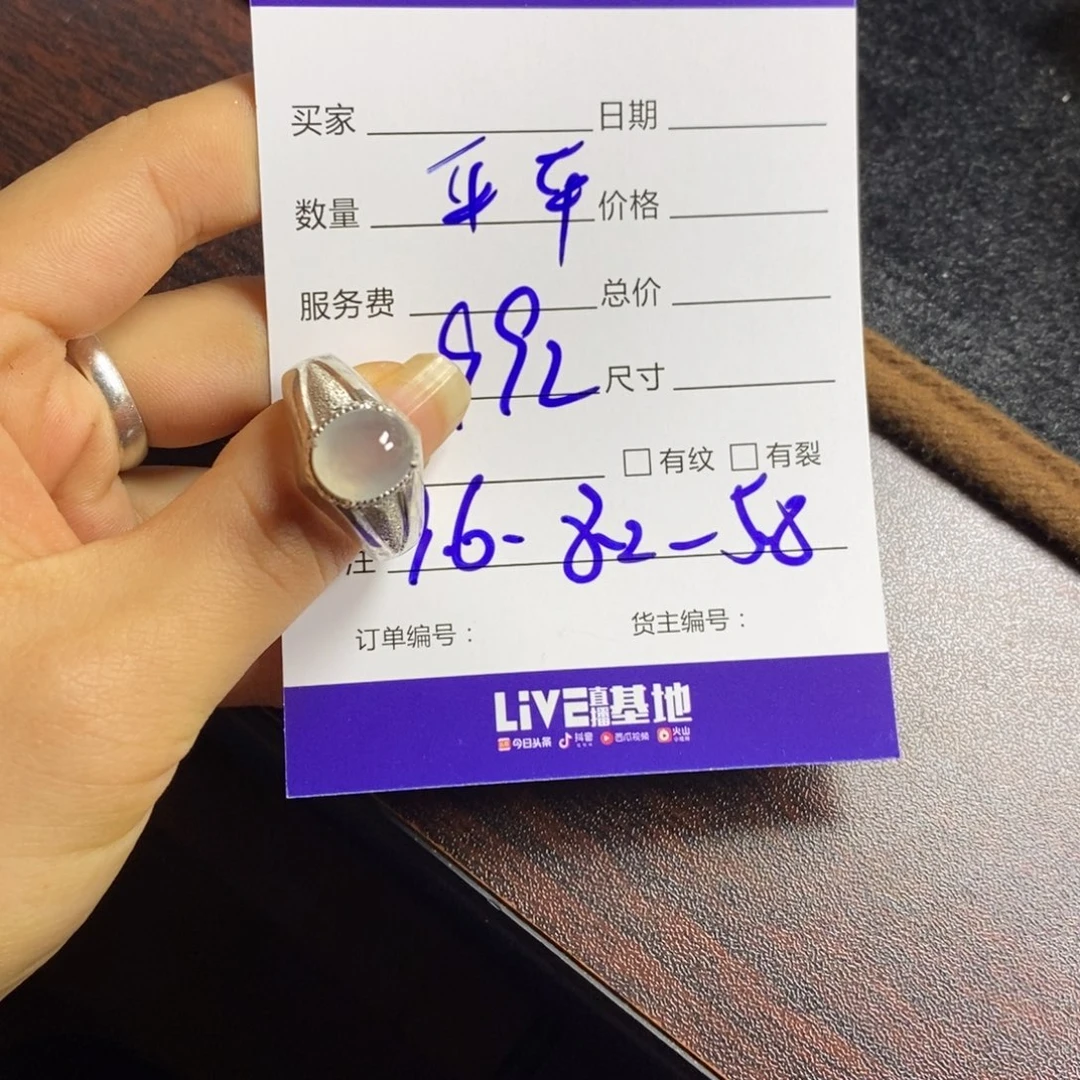 买家 日期
数量 平车 价格
服务费 总价
992 尺寸
□有纹 □有裂
注 16-82-58
订单编号： 货主编号：
LiVE直播基地
今日头条 抖音 西瓜视频 火山